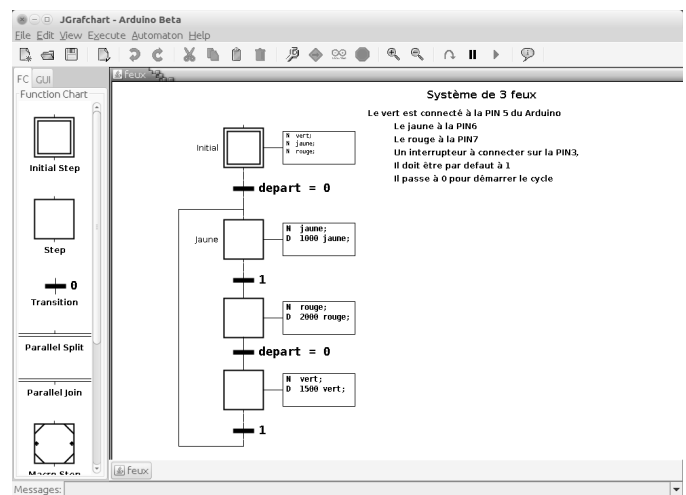 JGrafchart - Arduino Beta
File Edit View Execute Automaton Help
FC GUI
Function Chart
Initial Step
Step
0
Transition
Parallel Split
Parallel Join
Macro Step
feux
Système de 3 feux
Le vert est connecté à la PIN 5 du Arduino
Le jaune à la PIN6
Le rouge à la PIN7
Un interrupteur à connecter sur la PIN3,
Il doit être par defaut à 1
Il passe à 0 pour démarrer le cycle
Initial
N vert;
N jaune;
N rouge;
depart = 0
Jaune
N jaune;
D 1000 jaune;
1
N rouge;
D 2000 rouge;
depart = 0
N vert;
D 1500 vert;
1
feux
Messages: